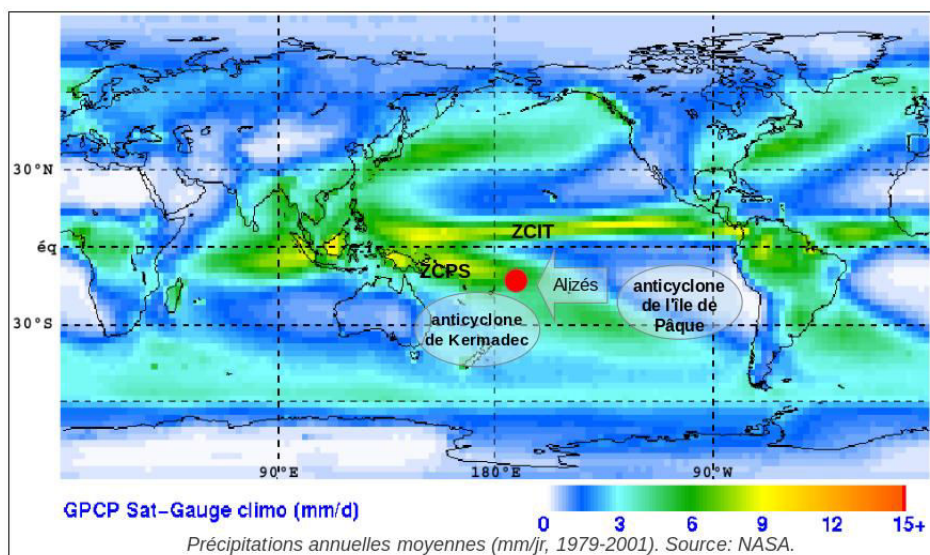 30°N
ZCIT
éq
ZCPS
Alizés
anticyclone
de l'île de
Pâque
30°S
anticyclone
de Kermadec
90°E
180°E
90°W
GPCP Sat-Gauge climo (mm/d)
0 3 6 9 12 15+
Précipitations annuelles moyennes (mm/jr, 1979-2001). Source: NASA.